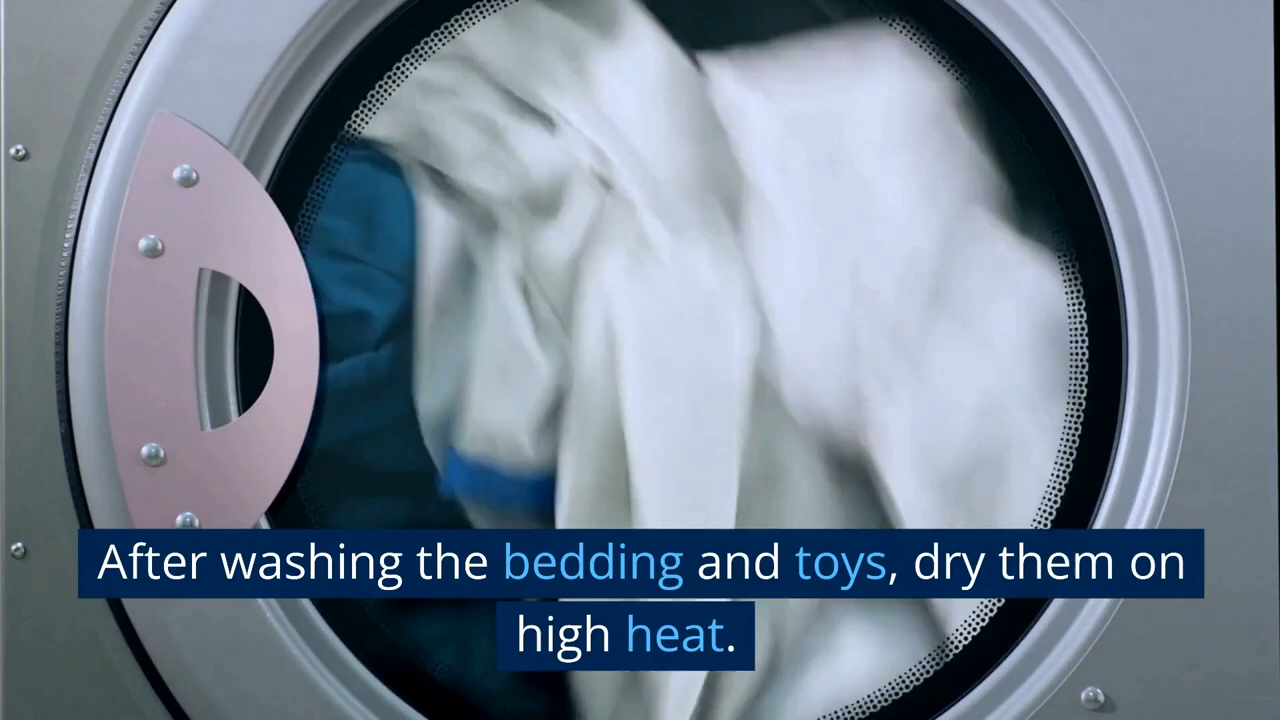 After washing the bedding and toys, dry them on
high heat.